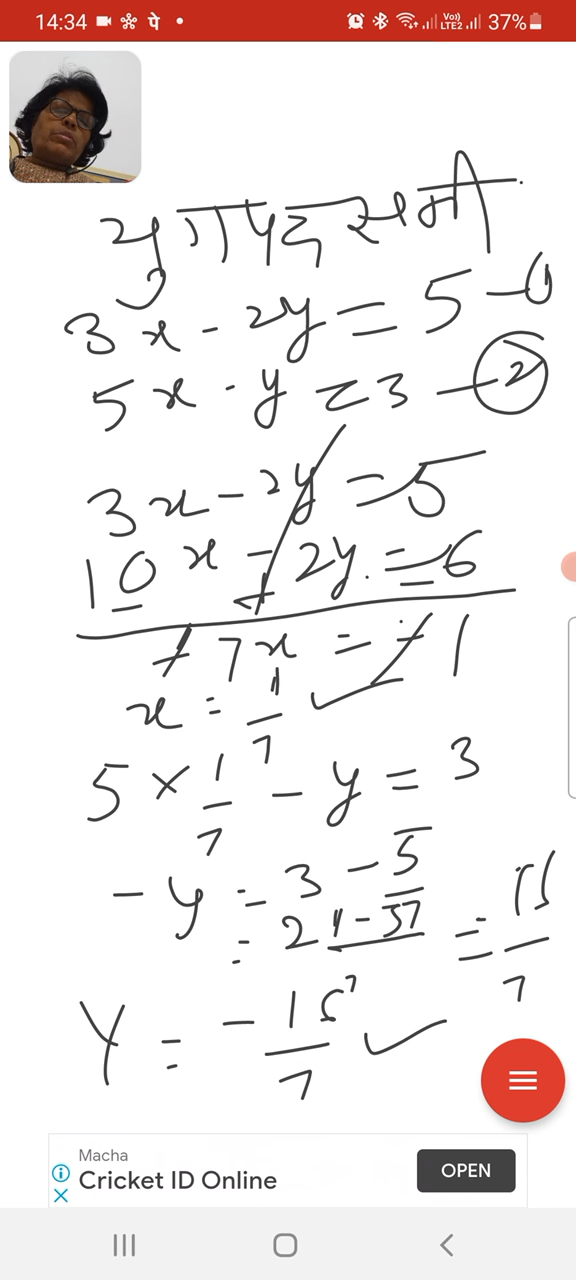 14:34 पे 37%
Vo)) LTE2
युगपद समी
3x - 2y = 5 - ①
5x - y = 3 - ②
3x - 2y = 5
10x - 2y = 6
- + -
- 7x = - 1
x = 1/7 ✓
5 × 1/7 - y = 3
- y = 3 - 5/7
= 21 - 5 / 7 =
Y = - 16/7 ✓
Macha
Cricket ID Online
OPEN